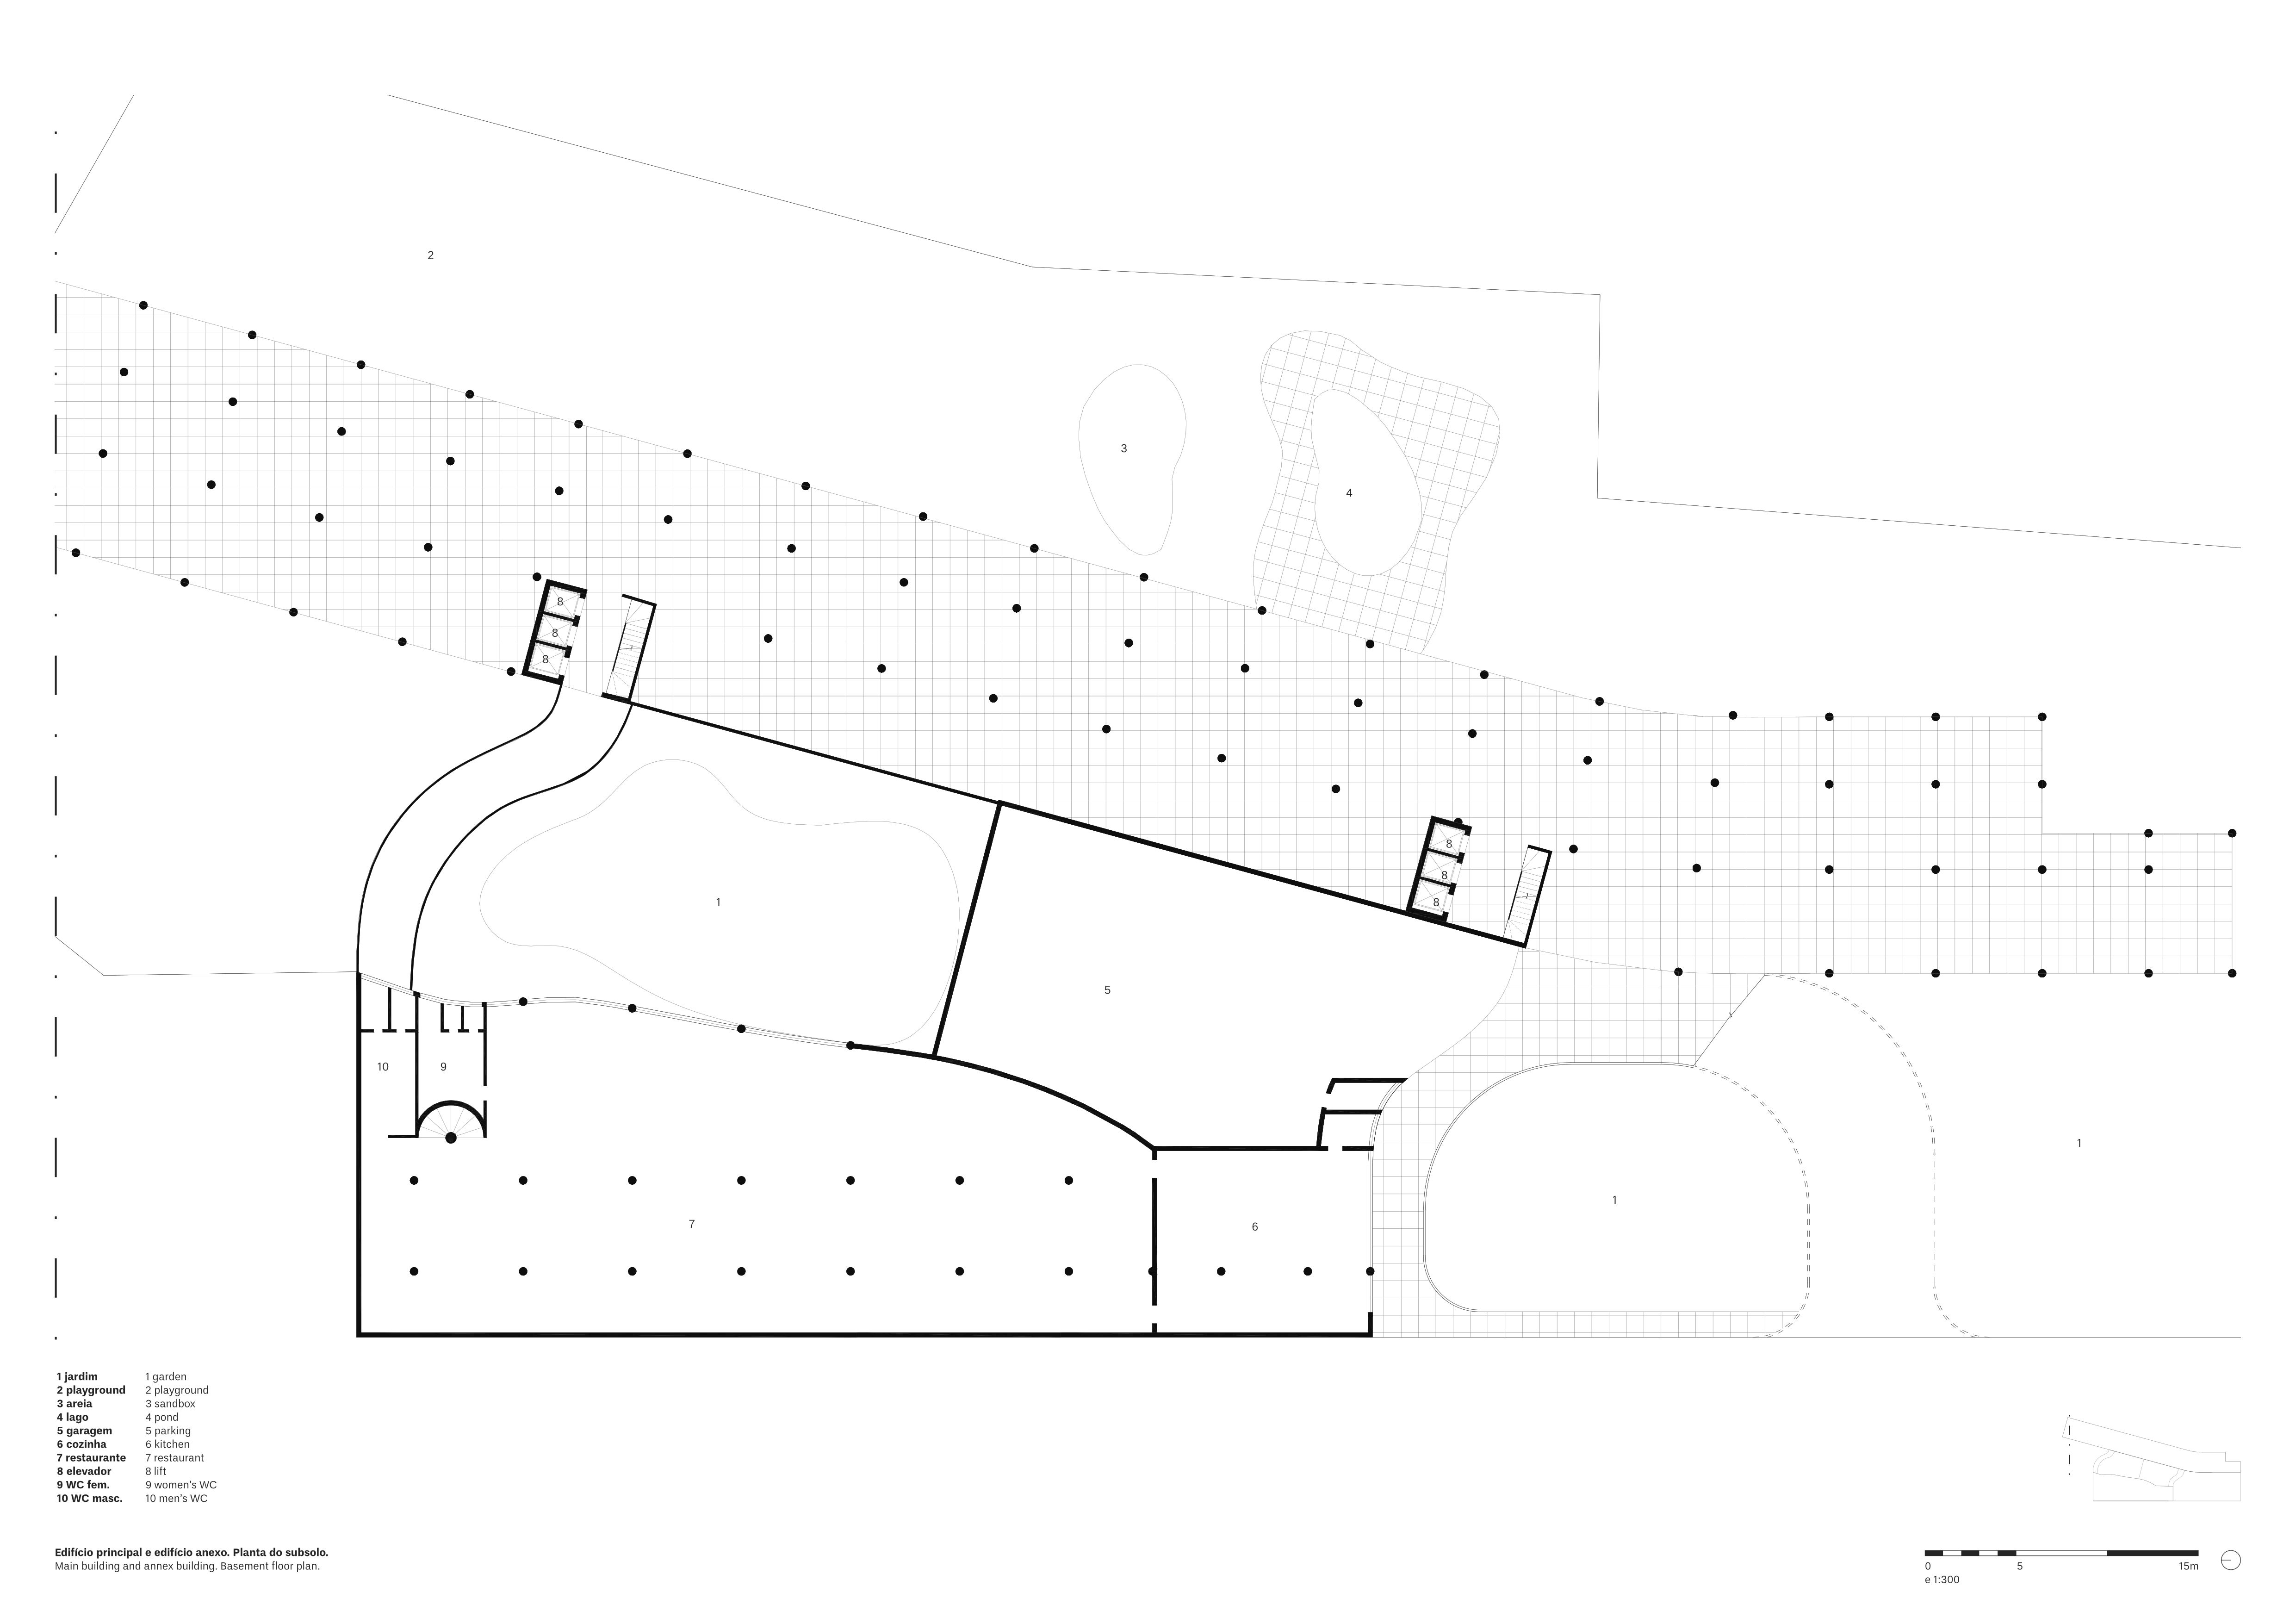 2
3
4
8
8
8
8
8
8
1
5
10
9
1
1
7
6
1 jardim
2 playground
3 areia
4 lago
5 garagem
6 cozinha
7 restaurante
8 elevador
9 WC fem.
10 WC masc.
1 garden
2 playground
3 sandbox
4 pond
5 parking
6 kitchen
7 restaurant
8 lift
9 women's WC
10 men's WC
Edifício principal e edifício anexo. Planta do subsolo.
Main building and annex building. Basement floor plan.
0 5 15m
e 1:300